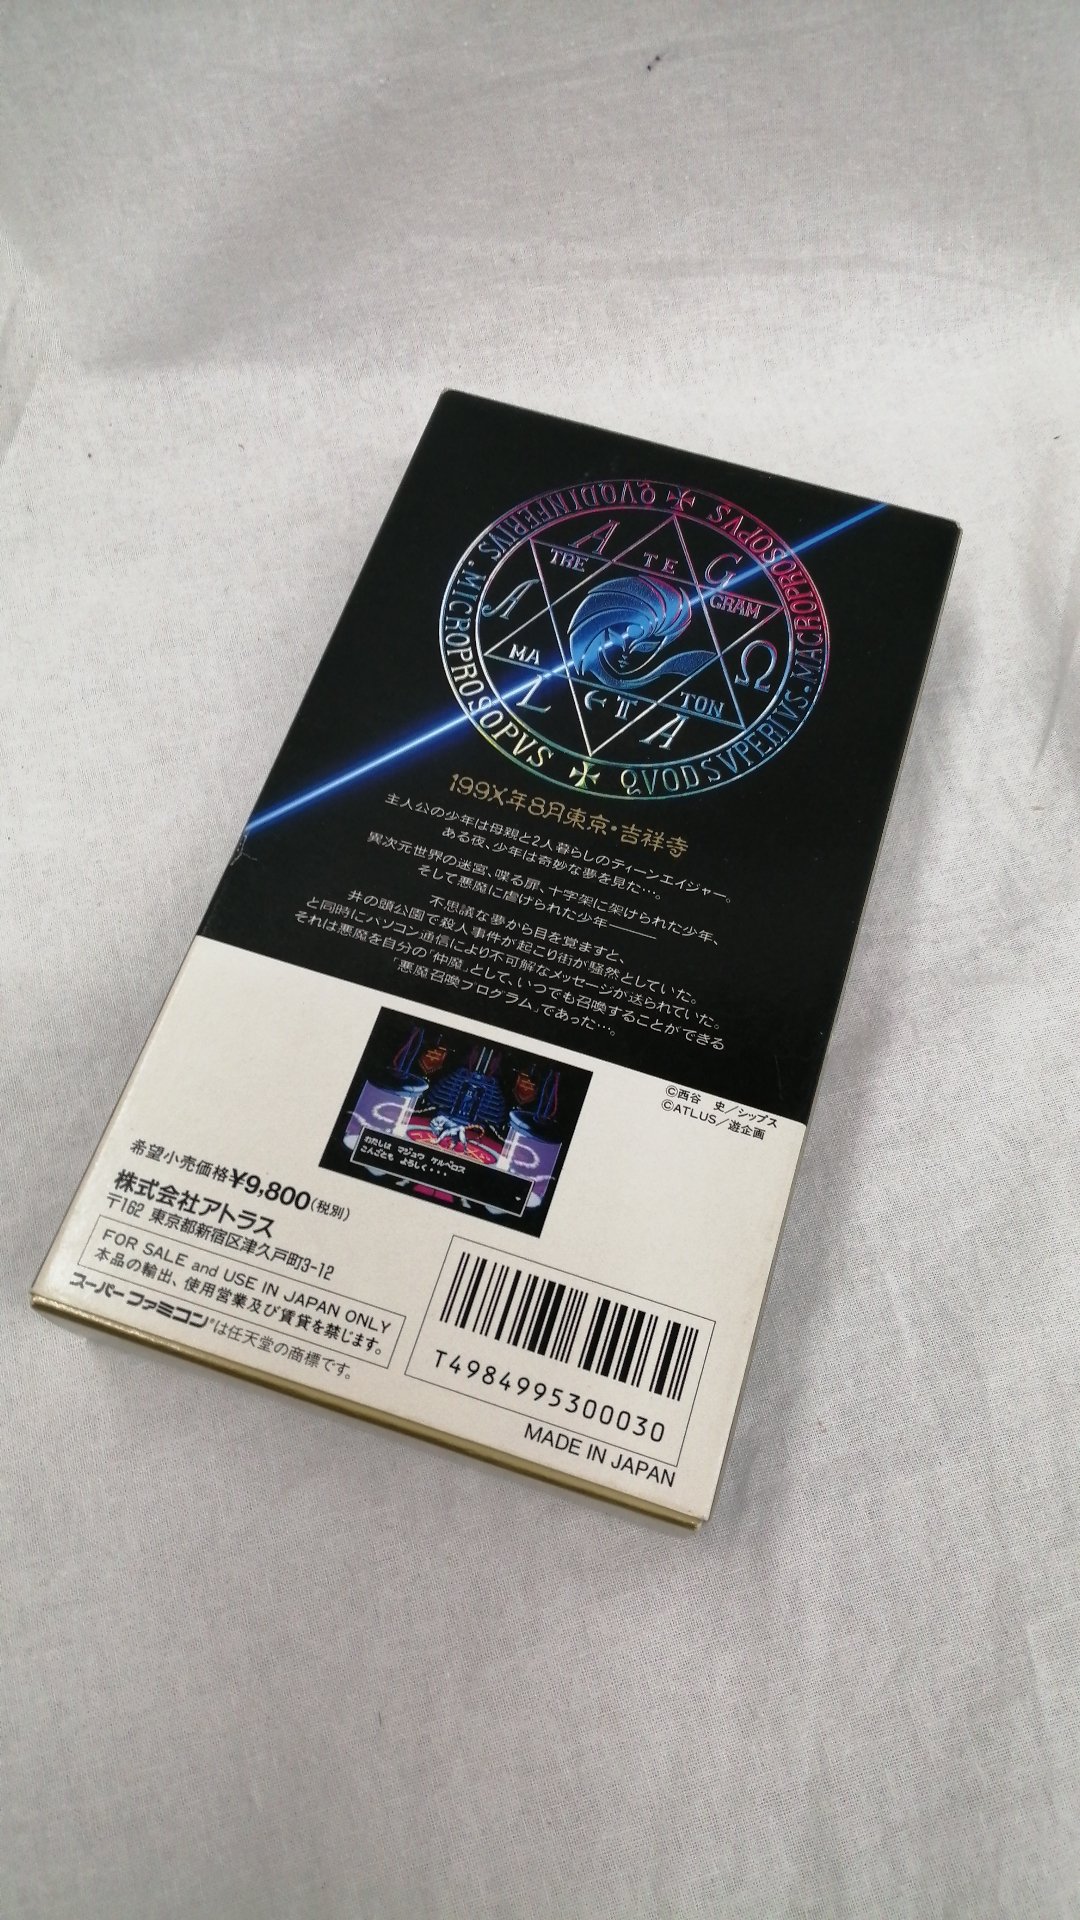 ✠ QVODINFERIVS. MICROPROSOPVS ✠ QVODSVPERIVS. MACROPROSOPVS
A G
TRE TE GRAM
A Ω
MA TON
L A
199X年8月東京・吉祥寺
主人公の少年は母親と2人暮らしのティーンエイジャー。
ある夜、少年は奇妙な夢を見た…。
異次元世界の迷宮、喋る扉、十字架に架けられた少年、
そして悪魔に虐げられた少年――
不思議な夢から目を覚ますと、
井の頭公園で殺人事件が起こり街が騒然としていた。
と同時にパソコン通信により不可解なメッセージが送られていた。
それは悪魔を自分の「仲魔」として、いつでも召喚することができる
「悪魔召喚プログラム」であった…。
©西谷 史／シップス
©ATLUS／遊企画
わたしは マジュウ ケルベロス
こんごとも よろしく・・・
希望小売価格¥9,800(税別)
株式会社アトラス
〒162 東京都新宿区津久戸町3-12
FOR SALE and USE IN JAPAN ONLY
本品の輸出、使用営業及び賃貸を禁じます。
スーパーファミコン®は任天堂の商標です。
T4984995300030
MADE IN JAPAN